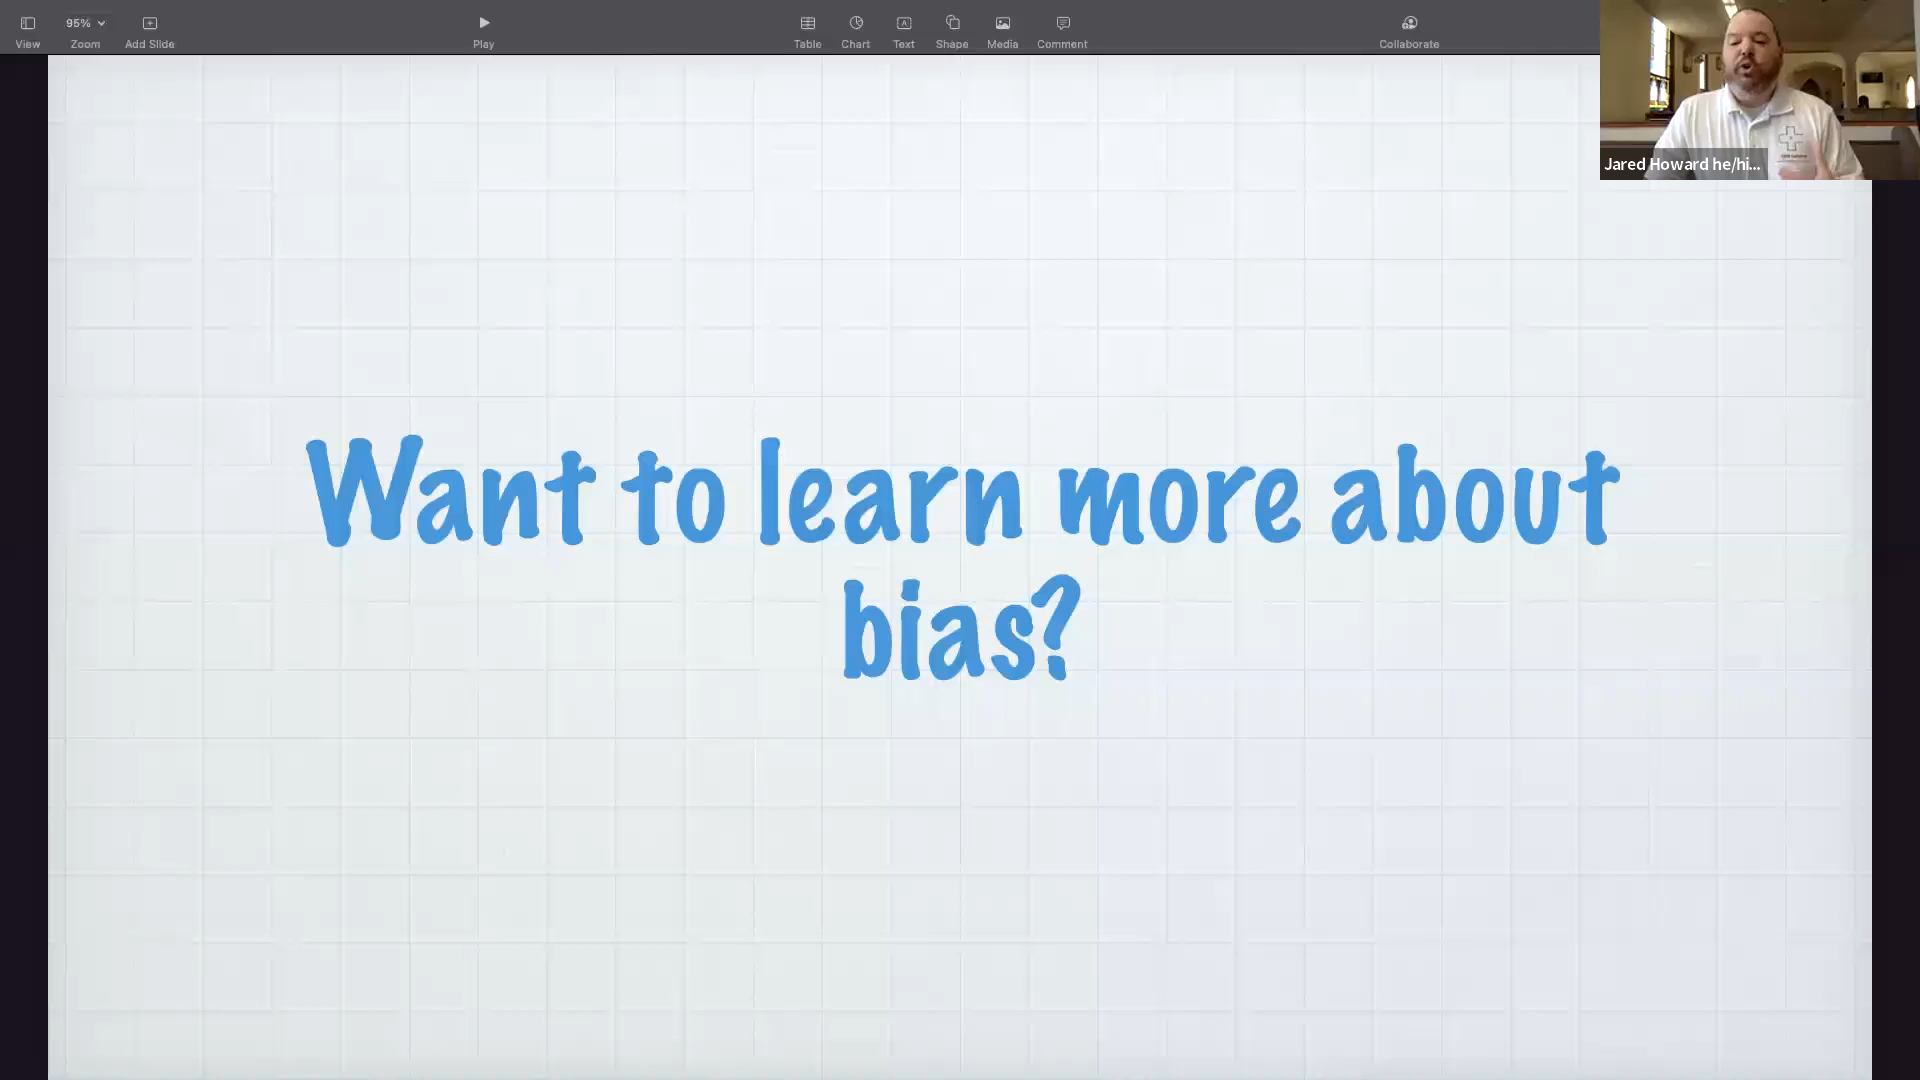 95%
View
Zoom
Add Slide
Play
Table
Chart
Text
Shape
Media
Comment
Collaborate
Jared Howard he/hi...
Want to learn more about
bias?